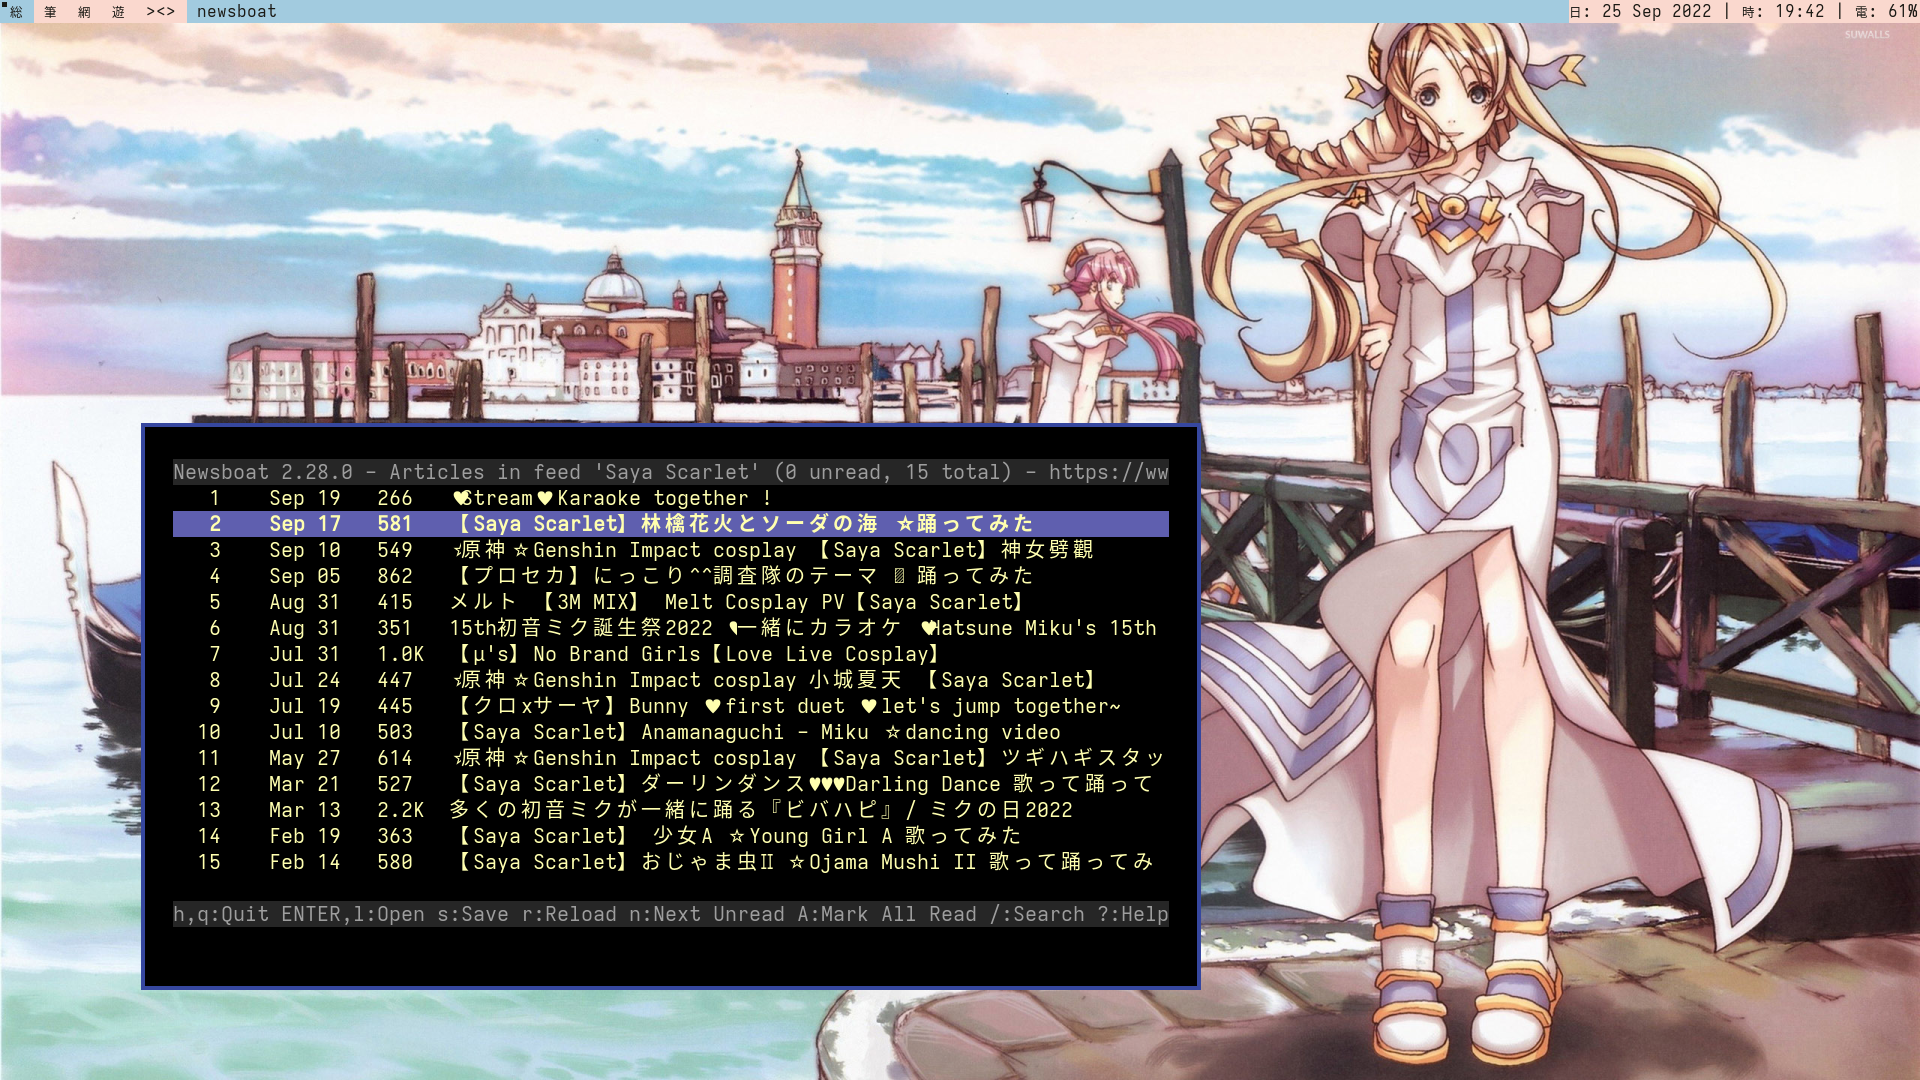 総 筆 網 遊 ><> newsboat 日: 25 Sep 2022 | 時: 19:42 | 電: 61%
SUWALLS
Newsboat 2.28.0 - Articles in feed 'Saya Scarlet' (0 unread, 15 total) - https://ww
1 Sep 19 266 ♥Stream♥Karaoke together !
2 Sep 17 581 【Saya Scarlet】林檎花火とソーダの海 ☆踊ってみた
3 Sep 10 549 ☆原神☆Genshin Impact cosplay 【Saya Scarlet】神女劈觀
4 Sep 05 862 【プロセカ】にっこり^^調査隊のテーマ 踊ってみた
5 Aug 31 415 メルト 【3M MIX】 Melt Cosplay PV【Saya Scarlet】
6 Aug 31 351 15th初音ミク誕生祭2022 ♥一緒にカラオケ ♥Hatsune Miku's 15th
7 Jul 31 1.0K 【μ's】No Brand Girls【Love Live Cosplay】
8 Jul 24 447 ☆原神☆Genshin Impact cosplay 小城夏天 【Saya Scarlet】
9 Jul 19 445 【クロxサーヤ】Bunny ♥first duet ♥let's jump together~
10 Jul 10 503 【Saya Scarlet】Anamanaguchi - Miku ☆dancing video
11 May 27 614 ☆原神☆Genshin Impact cosplay 【Saya Scarlet】ツギハギスタッ
12 Mar 21 527 【Saya Scarlet】ダーリンダンス♥♥♥Darling Dance 歌って踊って
13 Mar 13 2.2K 多くの初音ミクが一緒に踊る『ビバハピ』/ ミクの日2022
14 Feb 19 363 【Saya Scarlet】 少女A ☆Young Girl A 歌ってみた
15 Feb 14 580 【Saya Scarlet】おじゃま虫II ☆Ojama Mushi II 歌って踊ってみ
h,q:Quit ENTER,l:Open s:Save r:Reload n:Next Unread A:Mark All Read /:Search ?:Help